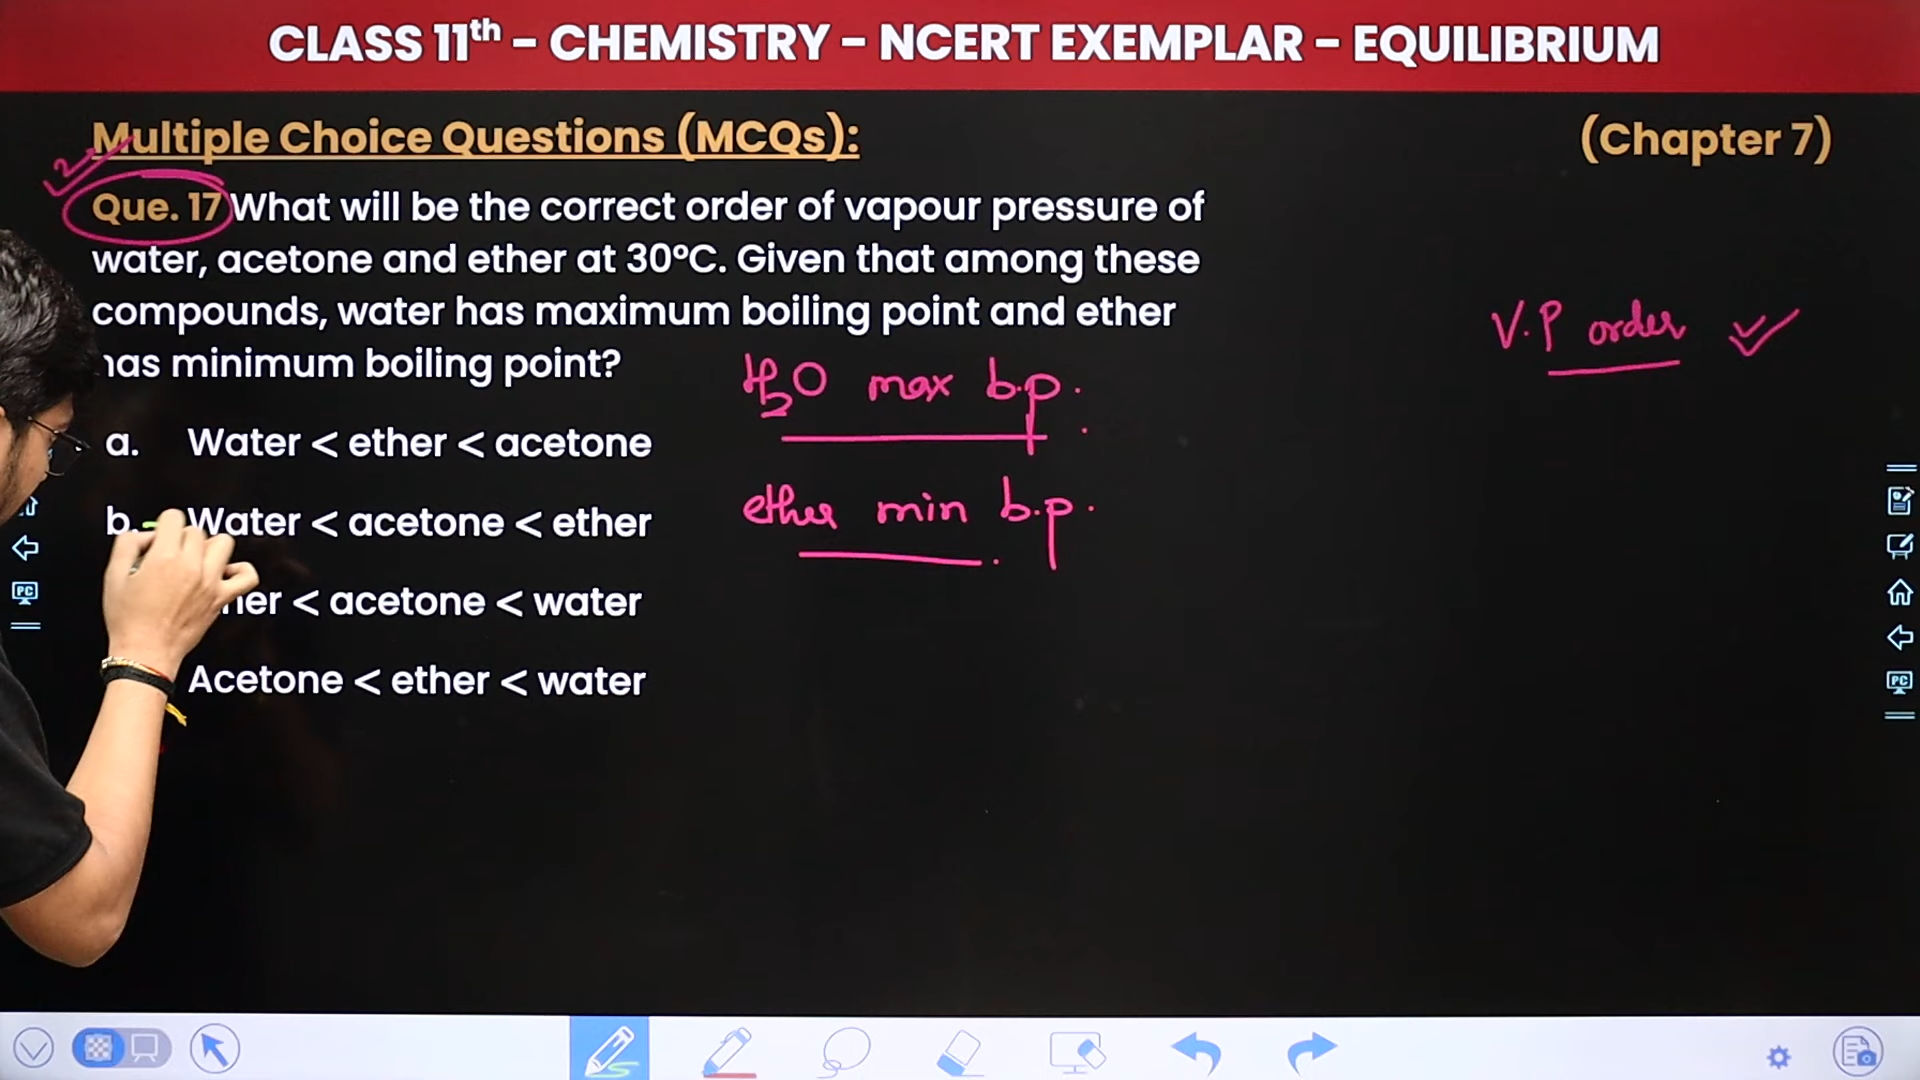 CLASS 11th - CHEMISTRY - NCERT EXEMPLAR - EQUILIBRIUM
Multiple Choice Questions (MCQs):
(Chapter 7)
Que. 17 What will be the correct order of vapour pressure of
water, acetone and ether at 30°C. Given that among these
compounds, water has maximum boiling point and ether
has minimum boiling point?
V.P order
H2O max b.p.
a. Water < ether < acetone
ether min b.p.
b. Water < acetone < ether
< acetone < water
Acetone < ether < water
PC
PC